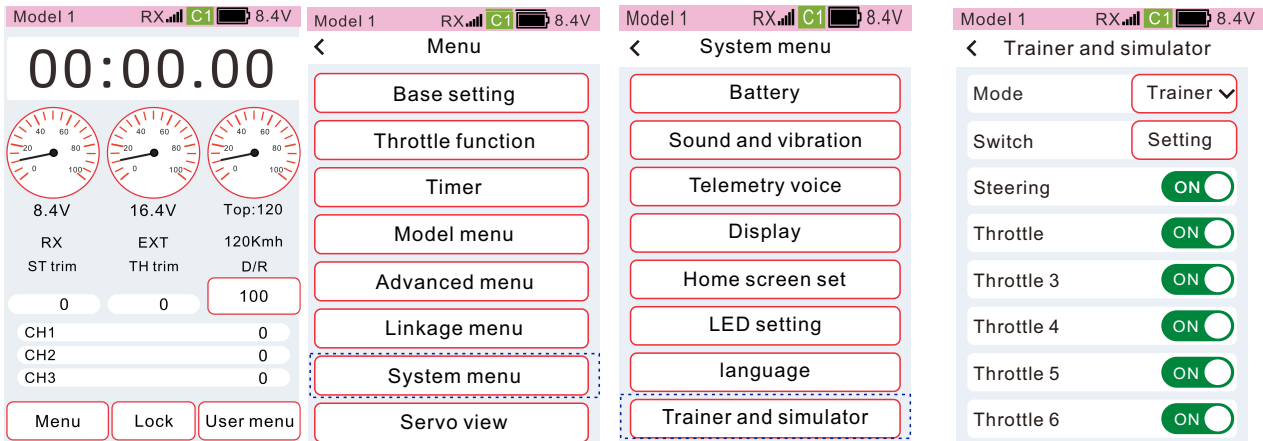 Model 1 RX C1 8.4V
00:00.00
20 40 60 80 0 100
20 40 60 80 0 100
20 40 60 80 0 100
8.4V 16.4V Top:120
RX EXT 120Kmh
ST trim TH trim D/R
0 0 100
CH1 0
CH2 0
CH3 0
Menu Lock User menu
Model 1 RX C1 8.4V
Menu
Base setting
Throttle function
Timer
Model menu
Advanced menu
Linkage menu
System menu
Servo view
Model 1 RX C1 8.4V
System menu
Battery
Sound and vibration
Telemetry voice
Display
Home screen set
LED setting
language
Trainer and simulator
Model 1 RX C1 8.4V
Trainer and simulator
Mode Trainer
Switch Setting
Steering ON
Throttle ON
Throttle 3 ON
Throttle 4 ON
Throttle 5 ON
Throttle 6 ON